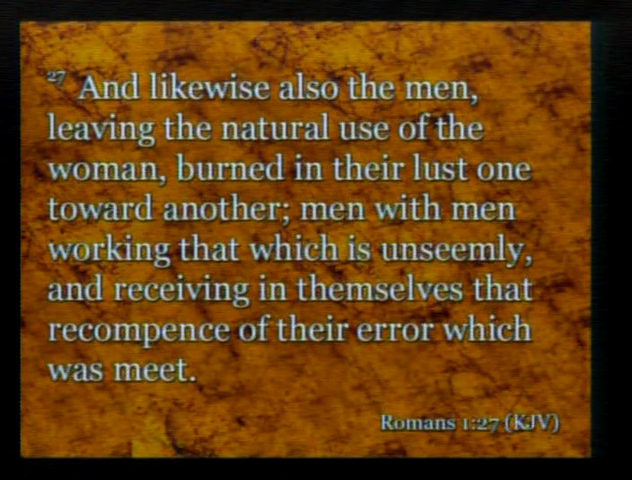 27 And likewise also the men,
leaving the natural use of the
woman, burned in their lust one
toward another; men with men
working that which is unseemly,
and receiving in themselves that
recompence of their error which
was meet.
Romans 1:27 (KJV)